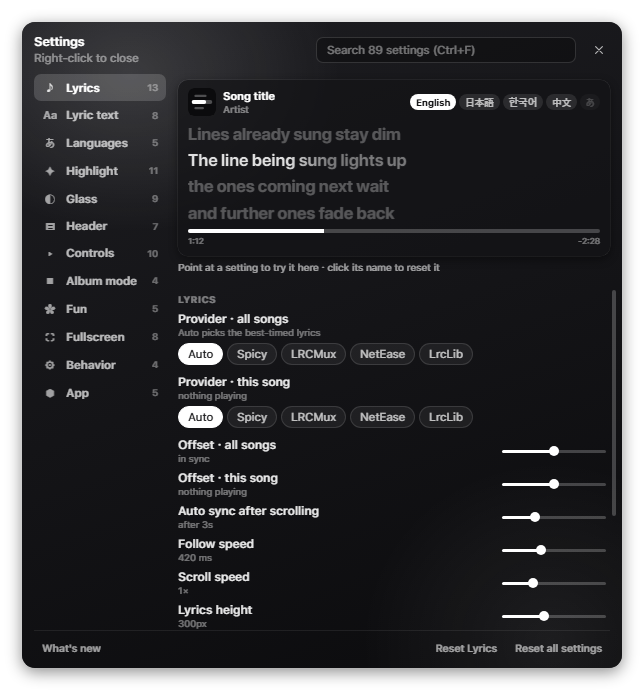 Settings
Right-click to close
Search 89 settings (Ctrl+F)
Lyrics 13
Aa Lyric text 8
あ Languages 5
Highlight 11
Glass 9
Header 7
Controls 10
Album mode 4
Fun 5
Fullscreen 8
Behavior 4
App 5
Song title
Artist
English 日本語 한국어 中文 あ
Lines already sung stay dim
The line being sung lights up
the ones coming next wait
and further ones fade back
1:12 -2:28
Point at a setting to try it here · click its name to reset it
LYRICS
Provider · all songs
Auto picks the best-timed lyrics
Auto Spicy LRCMux NetEase LrcLib
Provider · this song
nothing playing
Auto Spicy LRCMux NetEase LrcLib
Offset · all songs
in sync
Offset · this song
nothing playing
Auto sync after scrolling
after 3s
Follow speed
420 ms
Scroll speed
1×
Lyrics height
300px
What's new Reset Lyrics Reset all settings